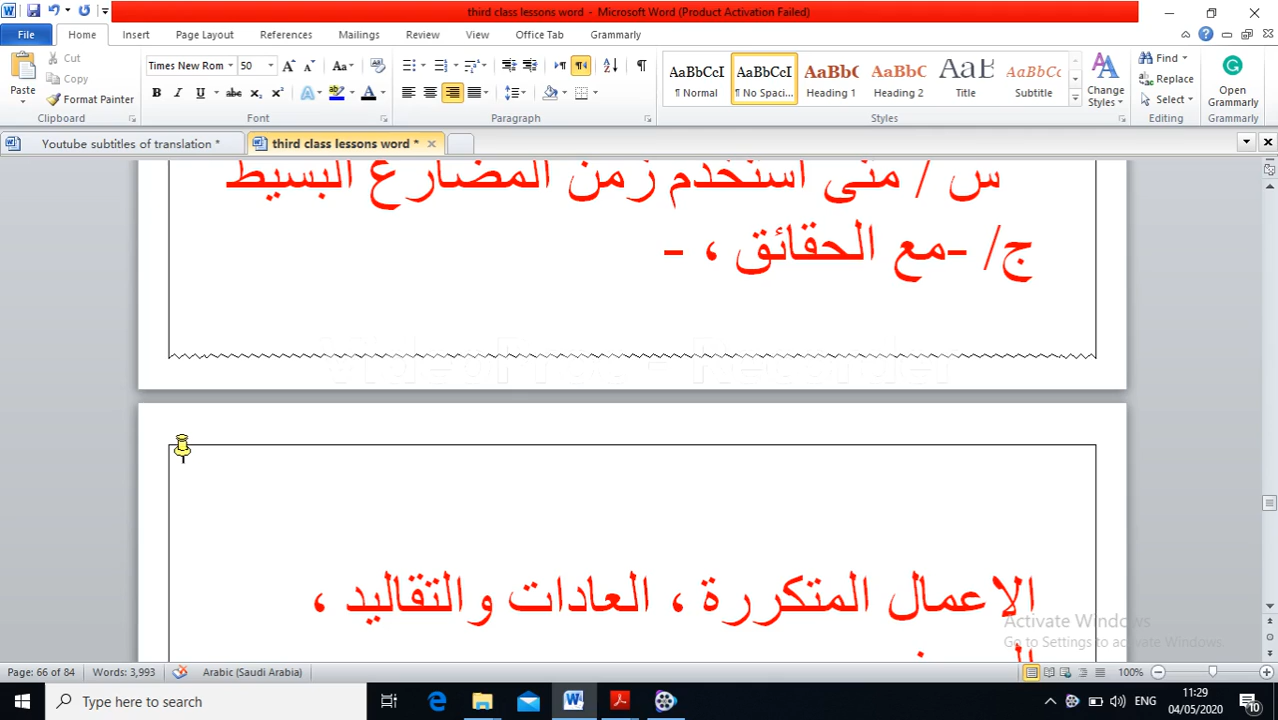 third class lessons word - Microsoft Word (Product Activation Failed)
File Home Insert Page Layout References Mailings Review View Office Tab Grammarly
Paste
Cut
Copy
Format Painter
Clipboard
Times New Rom 50
Font
Paragraph
AaBbCcI ¶ Normal
AaBbCcI ¶ No Spaci...
AaBbC Heading 1
AaBbC Heading 2
AaB Title
AaBbCcI Subtitle
Change Styles
Styles
Find
Replace
Select
Editing
Open Grammarly
Grammarly
Youtube subtitles of translation *
third class lessons word *
س / متى استخدم زمن المضارع البسيط
ج/ -مع الحقائق ، -
VideoProc - Recorder
الاعمال المتكررة ، العادات والتقاليد ،
Activate Windows
Go to Settings to activate Windows.
Page: 66 of 84 Words: 3,993 Arabic (Saudi Arabia) 100%
Type here to search
ENG
11:29
04/05/2020
10